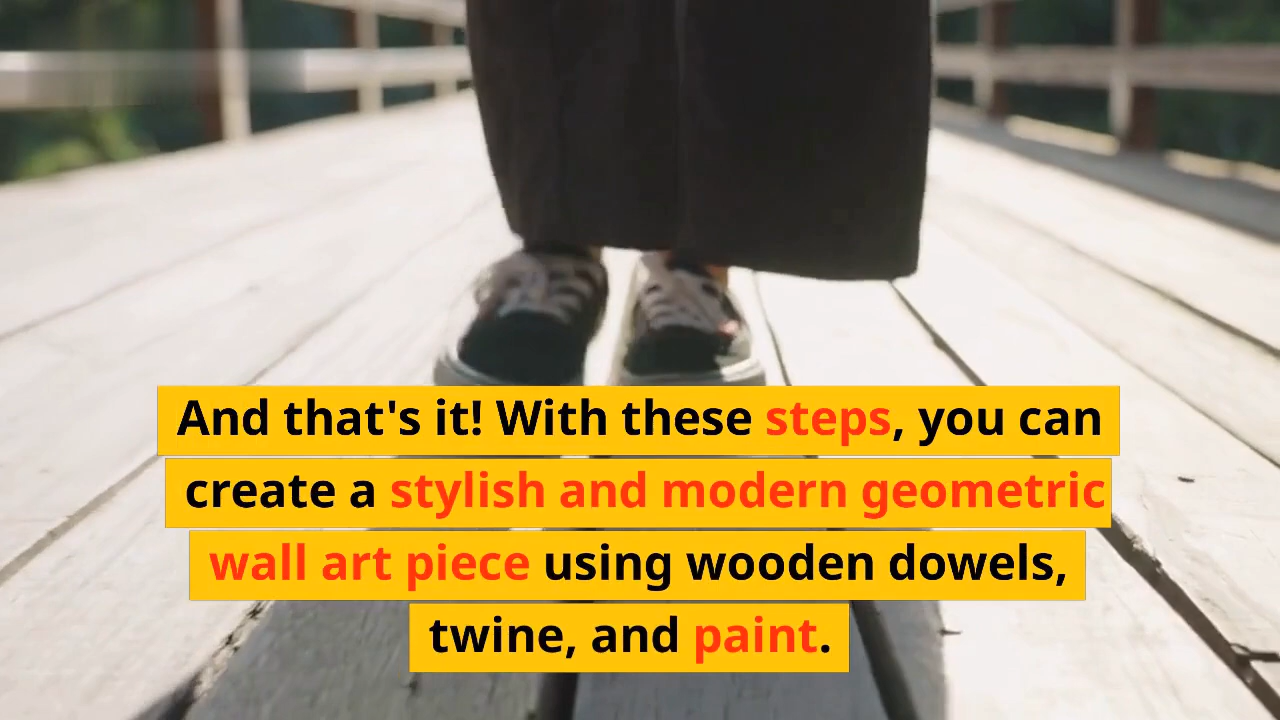 And that's it! With these steps, you can
create a stylish and modern geometric
wall art piece using wooden dowels,
twine, and paint.